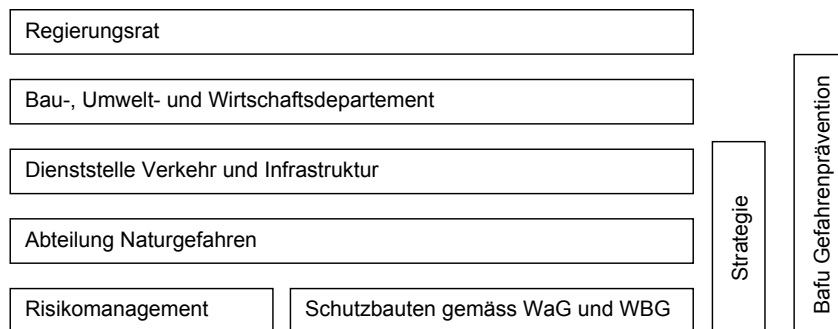 Regierungsrat
Bau-, Umwelt- und Wirtschaftsdepartement
Dienststelle Verkehr und Infrastruktur
Abteilung Naturgefahren
Risikomanagement
Schutzbauten gemäss WaG und WBG
Strategie
Bafu Gefahrenprävention